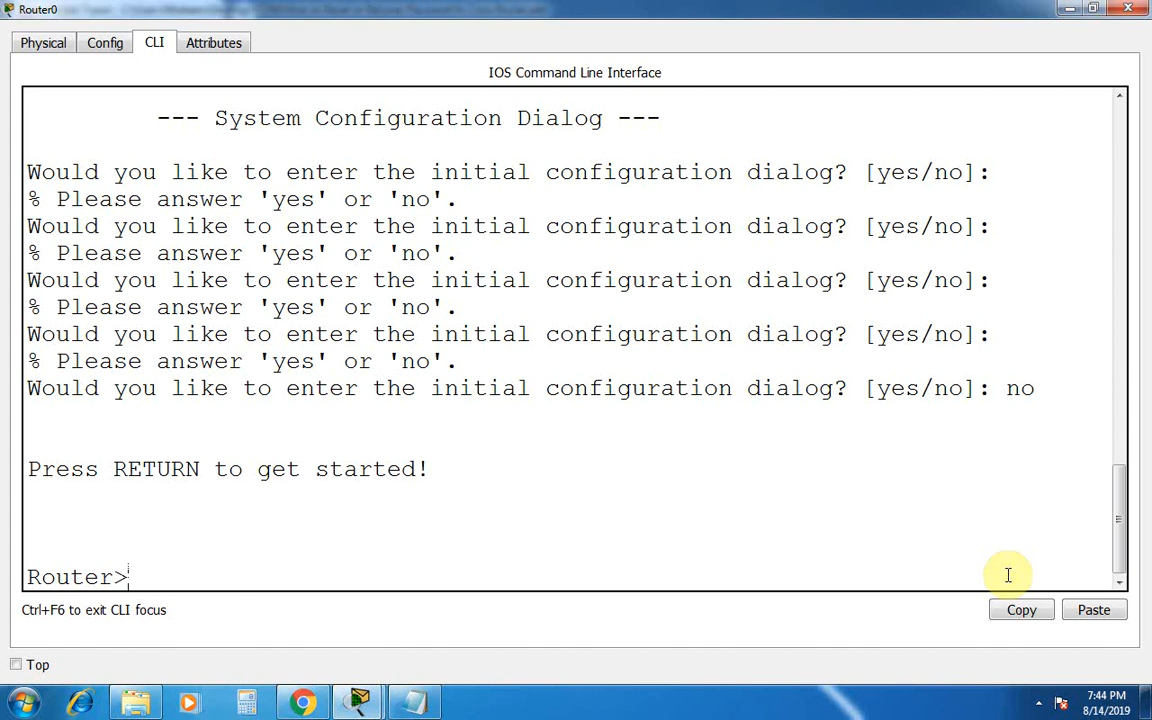 Router0
Physical
Config
CLI
Attributes
IOS Command Line Interface
--- System Configuration Dialog ---
Would you like to enter the initial configuration dialog? [yes/no]:
% Please answer 'yes' or 'no'.
Would you like to enter the initial configuration dialog? [yes/no]:
% Please answer 'yes' or 'no'.
Would you like to enter the initial configuration dialog? [yes/no]:
% Please answer 'yes' or 'no'.
Would you like to enter the initial configuration dialog? [yes/no]:
% Please answer 'yes' or 'no'.
Would you like to enter the initial configuration dialog? [yes/no]: no
Press RETURN to get started!
Router>
Ctrl+F6 to exit CLI focus
Copy
Paste
Top
7:44 PM
8/14/2019